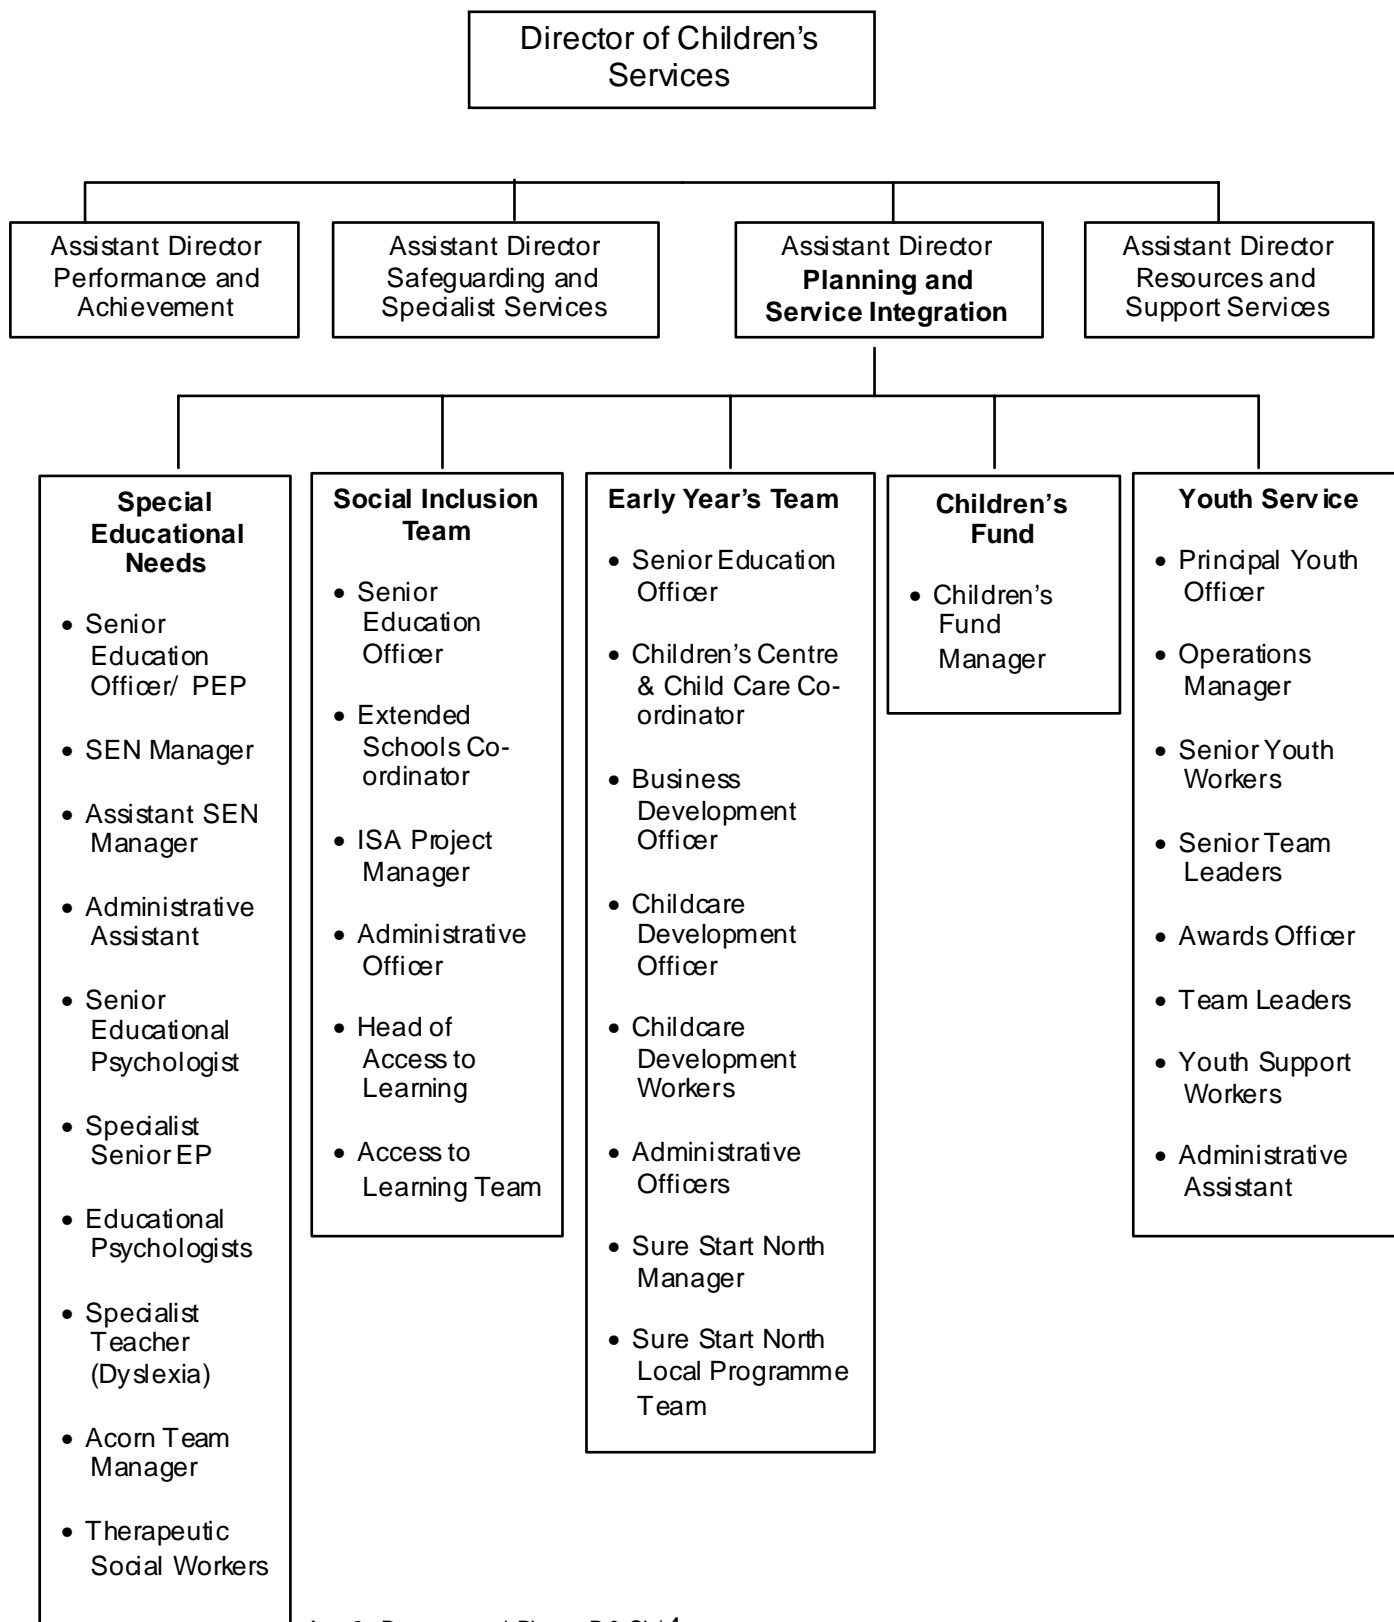 Director of Children's
Services
Assistant Director
Performance and
Achievement
Assistant Director
Safeguarding and
Specialist Services
Assistant Director
Planning and
Service Integration
Assistant Director
Resources and
Support Services
Special
Educational
Needs
• Senior
Education
Officer/ PEP
• SEN Manager
• Assistant SEN
Manager
• Administrative
Assistant
• Senior
Educational
Psychologist
• Specialist
Senior EP
• Educational
Psychologists
• Specialist
Teacher
(Dyslexia)
• Acorn Team
Manager
• Therapeutic
Social Workers
Social Inclusion
Team
• Senior
Education
Officer
• Extended
Schools Co-
ordinator
• ISA Project
Manager
• Administrative
Officer
• Head of
Access to
Learning
• Access to
Learning Team
Early Year's Team
• Senior Education
Officer
• Children's Centre
& Child Care Co-
ordinator
• Business
Development
Officer
• Childcare
Development
Officer
• Childcare
Development
Workers
• Administrative
Officers
• Sure Start North
Manager
• Sure Start North
Local Programme
Team
Children's
Fund
• Children's
Fund
Manager
Youth Service
• Principal Youth
Officer
• Operations
Manager
• Senior Youth
Workers
• Senior Team
Leaders
• Awards Officer
• Team Leaders
• Youth Support
Workers
• Administrative
Assistant